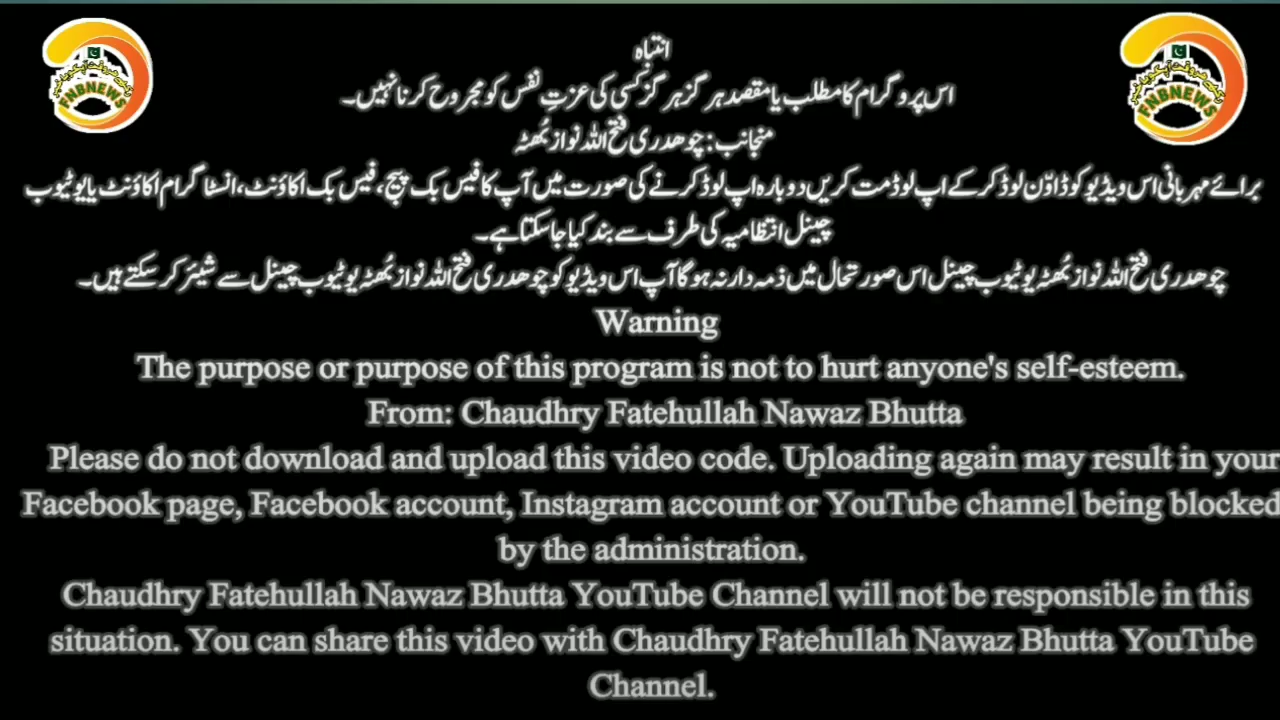 انتباہ
اس پروگرام کا مطلب یا مقصد ہر گز ہر گز کسی کی عزتِ نفس کو مجروح کرنا نہیں۔
منجانب: چوھدری فتح اللہ نواز بُھٹہ
برائے مہربانی اس ویڈیو کو ڈاؤن لوڈ کر کے اپ لوڈ مت کریں دوبارہ اپ لوڈ کرنے کی صورت میں آپ کا فیس بک پیج، فیس بک اکاؤنٹ، انسٹا گرام اکاؤنٹ یا یوٹیوب
چینل انتظامیہ کی طرف سے بند کیا جا سکتا ہے۔
چوھدری فتح اللہ نواز بُھٹہ یوٹیوب چینل اس صورتحال میں ذمہ دار نہ ہو گا آپ اس ویڈیو کو چوھدری فتح اللہ نواز بُھٹہ یوٹیوب چینل سے شیئر کر سکتے ہیں۔
Warning
The purpose or purpose of this program is not to hurt anyone's self-esteem.
From: Chaudhry Fatehullah Nawaz Bhutta
Please do not download and upload this video code. Uploading again may result in your
Facebook page, Facebook account, Instagram account or YouTube channel being blocked
by the administration.
Chaudhry Fatehullah Nawaz Bhutta YouTube Channel will not be responsible in this
situation. You can share this video with Chaudhry Fatehullah Nawaz Bhutta YouTube
Channel.
FNBNEWS
FNBNEWS